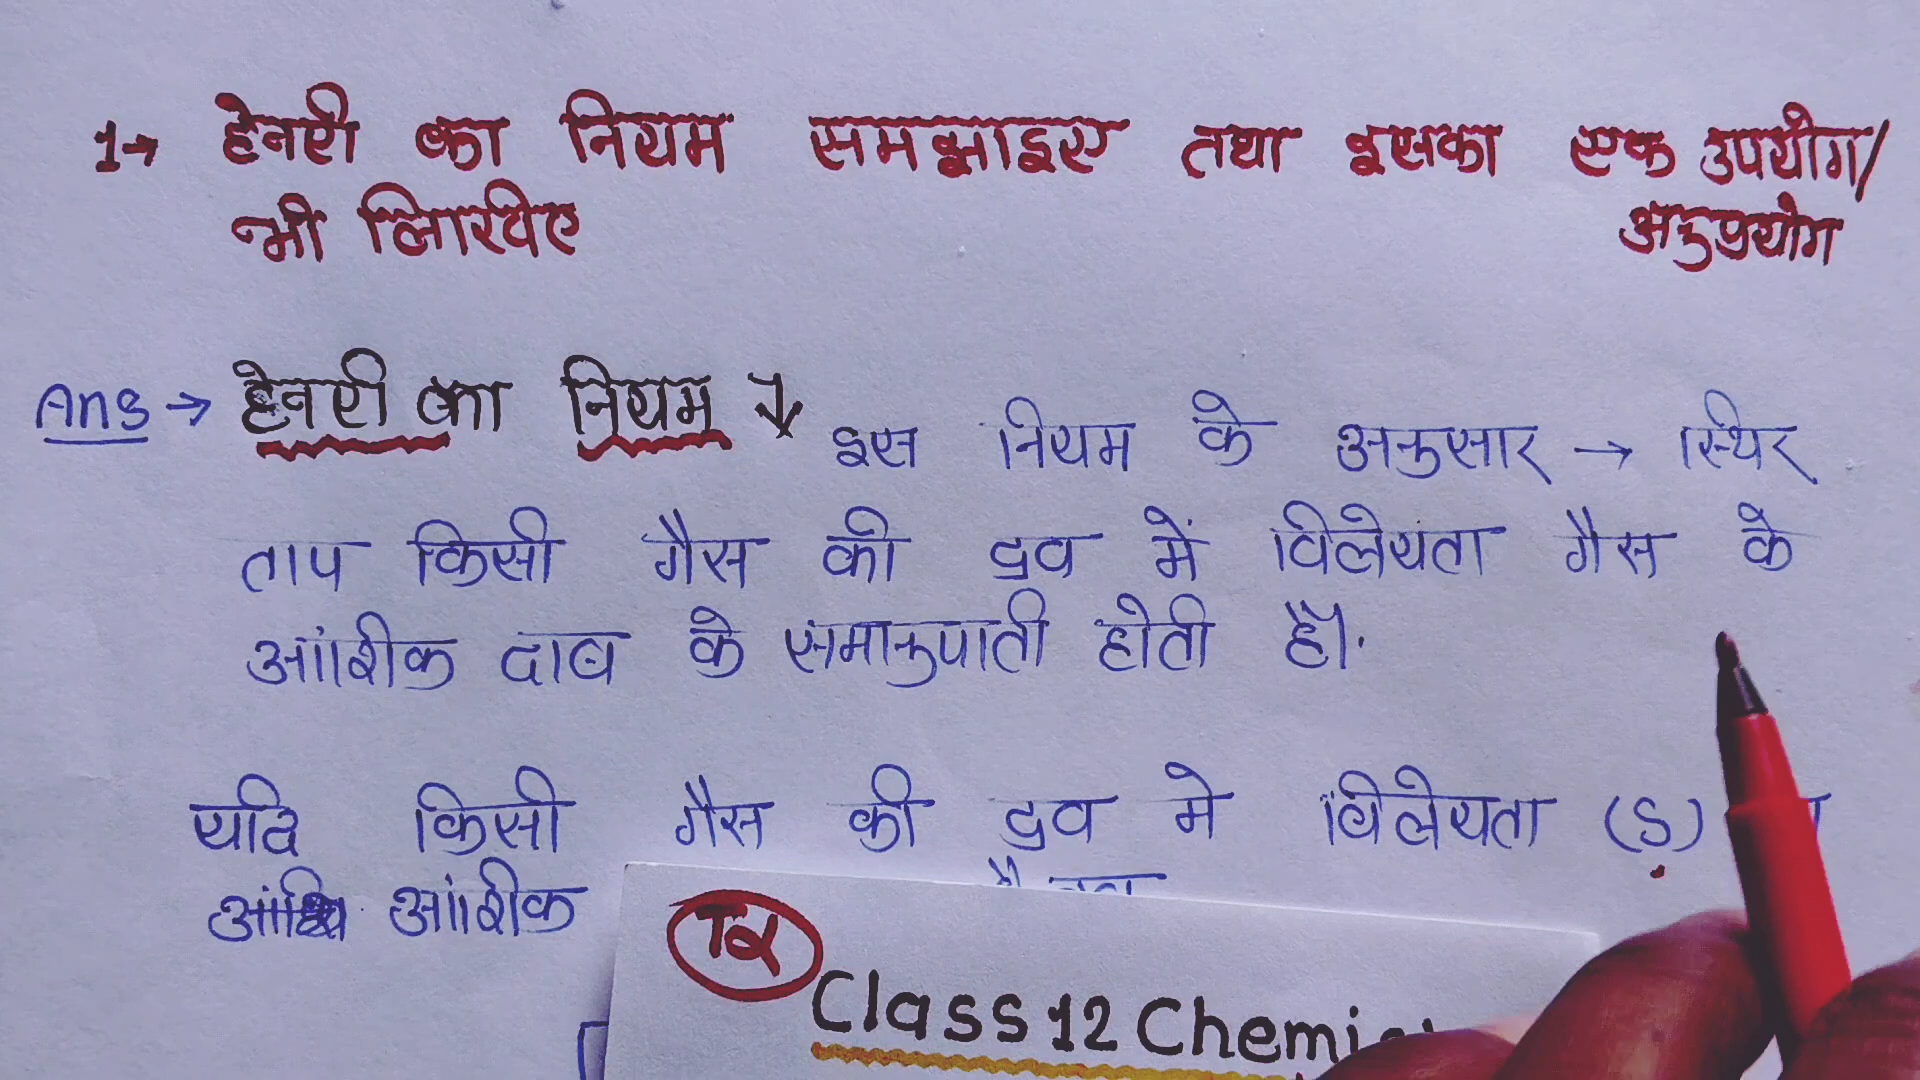 1→ हेनरी का नियम समझाइए तथा इसका एक उपयोग/
भी लिखिए अनुप्रयोग
Ans → हेनरी का नियम ↓ इस नियम के अनुसार → स्थिर
ताप किसी गैस की द्रव में विलेयता गैस के
आंशीक दाब के समानुपाती होती है।
यदि किसी गैस की द्रव मे विलेयता (S)
आंशीक
TR
Class 12 Chemi